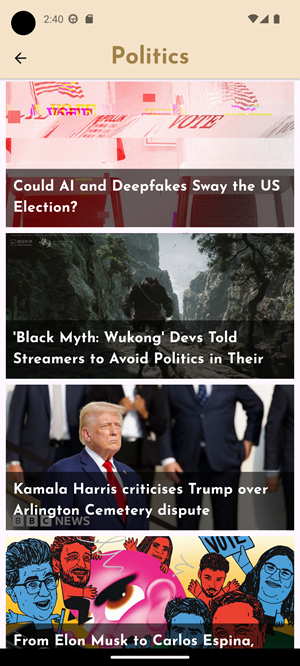 2:40
Politics
VOTE
VOTE
Could AI and Deepfakes Sway the US
Election?
'Black Myth: Wukong' Devs Told
Streamers to Avoid Politics in Their
Kamala Harris criticises Trump over
Arlington Cemetery dispute
BBC NEWS
VOTE
From Elon Musk to Carlos Espina,